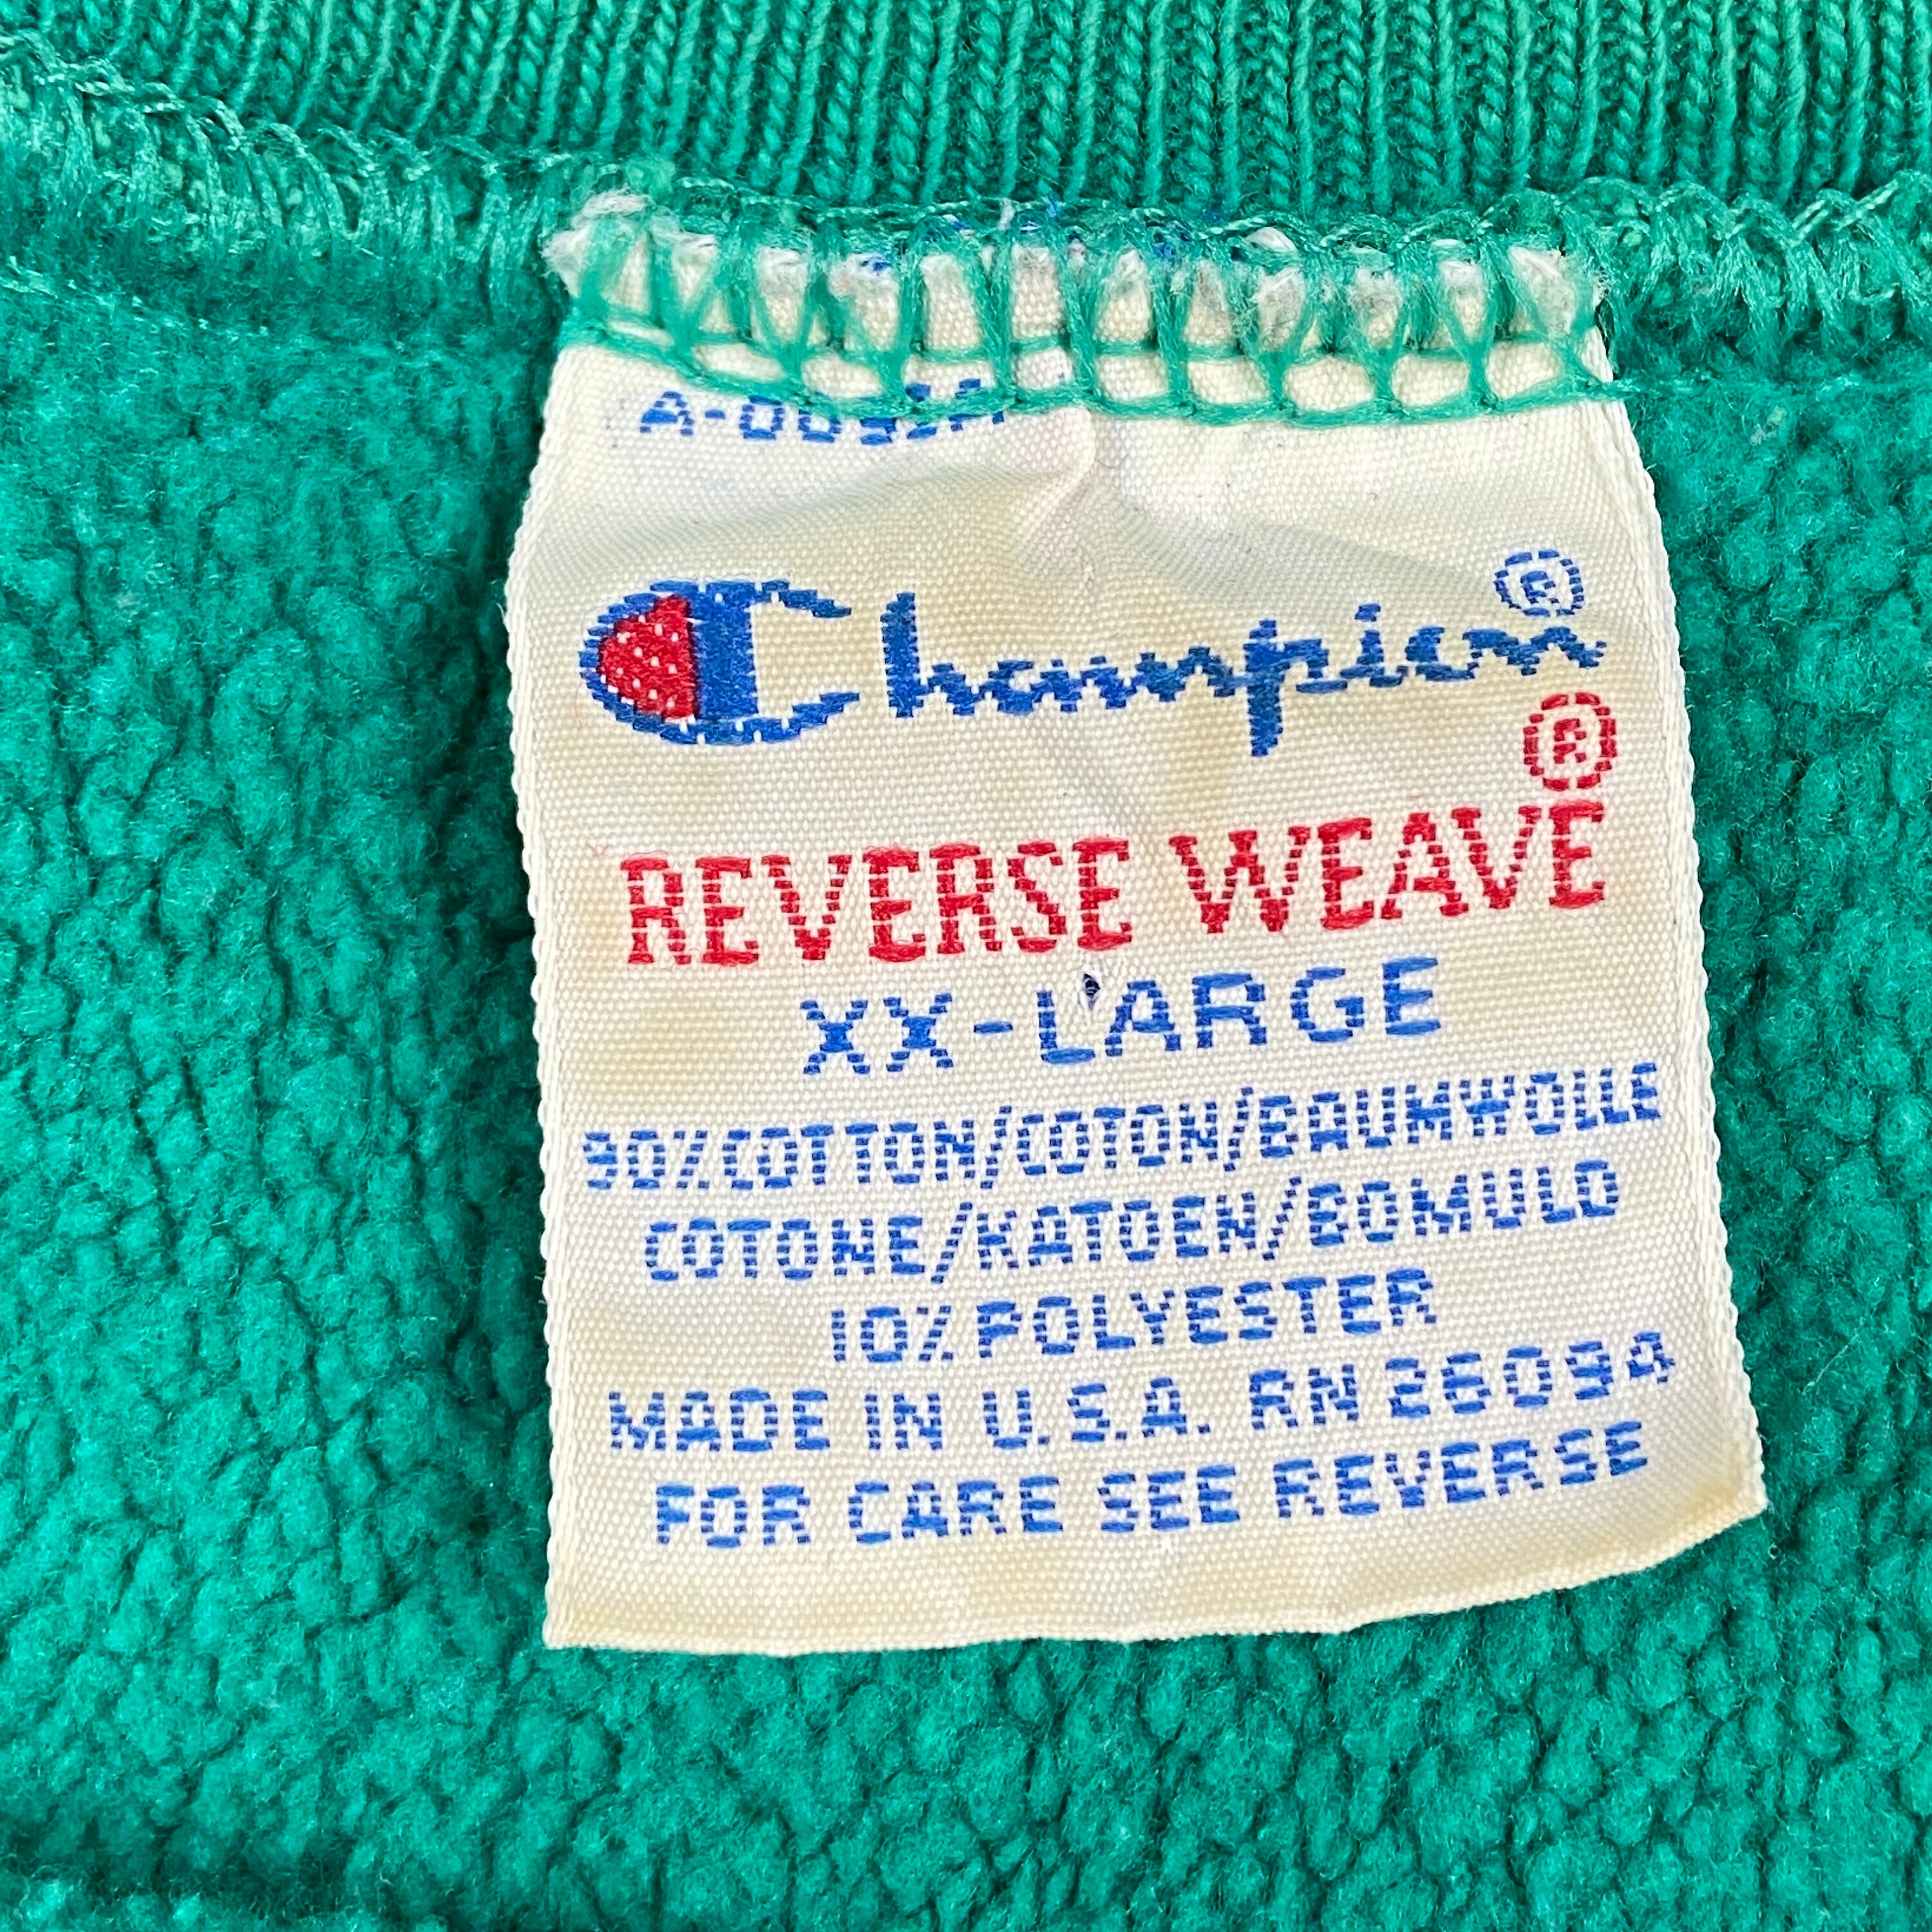 Champion®
®
REVERSE WEAVE
XX-LARGE
90% COTTON/COTON/BAUMWOLLE
COTONE/KATOEN/BOMULD
10% POLYESTER
MADE IN U.S.A. RN 26094
FOR CARE SEE REVERSE